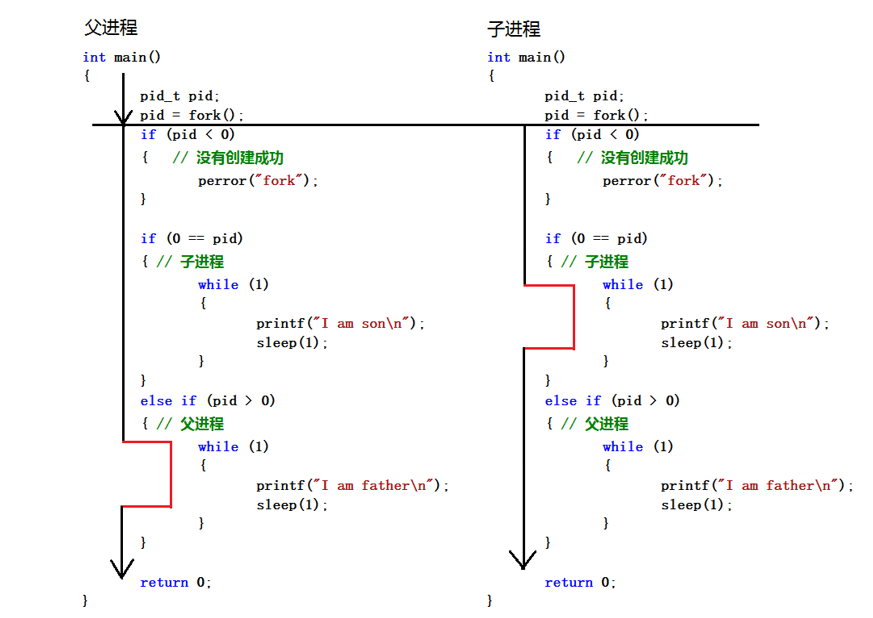 父进程
int main()
{
pid_t pid;
pid = fork();
if (pid < 0)
{ // 没有创建成功
perror("fork");
}
if (0 == pid)
{ // 子进程
while (1)
{
printf("I am son\n");
sleep(1);
}
}
else if (pid > 0)
{ // 父进程
while (1)
{
printf("I am father\n");
sleep(1);
}
}
return 0;
}
子进程
int main()
{
pid_t pid;
pid = fork();
if (pid < 0)
{ // 没有创建成功
perror("fork");
}
if (0 == pid)
{ // 子进程
while (1)
{
printf("I am son\n");
sleep(1);
}
}
else if (pid > 0)
{ // 父进程
while (1)
{
printf("I am father\n");
sleep(1);
}
}
return 0;
}